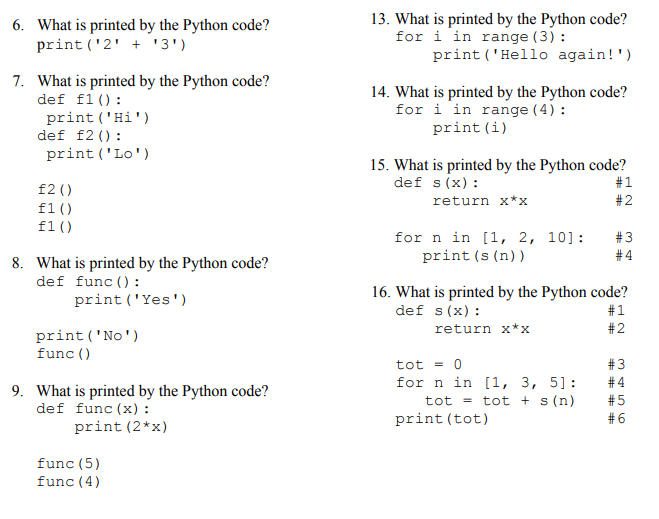 6. What is printed by the Python code?
print('2' + '3')
7. What is printed by the Python code?
def f1():
 print('Hi')
def f2():
 print('Lo')

f2()
f1()
f1()
8. What is printed by the Python code?
def func():
    print('Yes')

print('No')
func()
9. What is printed by the Python code?
def func(x):
    print(2*x)

func(5)
func(4)
13. What is printed by the Python code?
for i in range(3):
    print('Hello again!')
14. What is printed by the Python code?
for i in range(4):
    print(i)
15. What is printed by the Python code?
def s(x): #1
    return x*x #2

for n in [1, 2, 10]: #3
    print(s(n)) #4
16. What is printed by the Python code?
def s(x): #1
    return x*x #2

tot = 0 #3
for n in [1, 3, 5]: #4
    tot = tot + s(n) #5
print(tot) #6